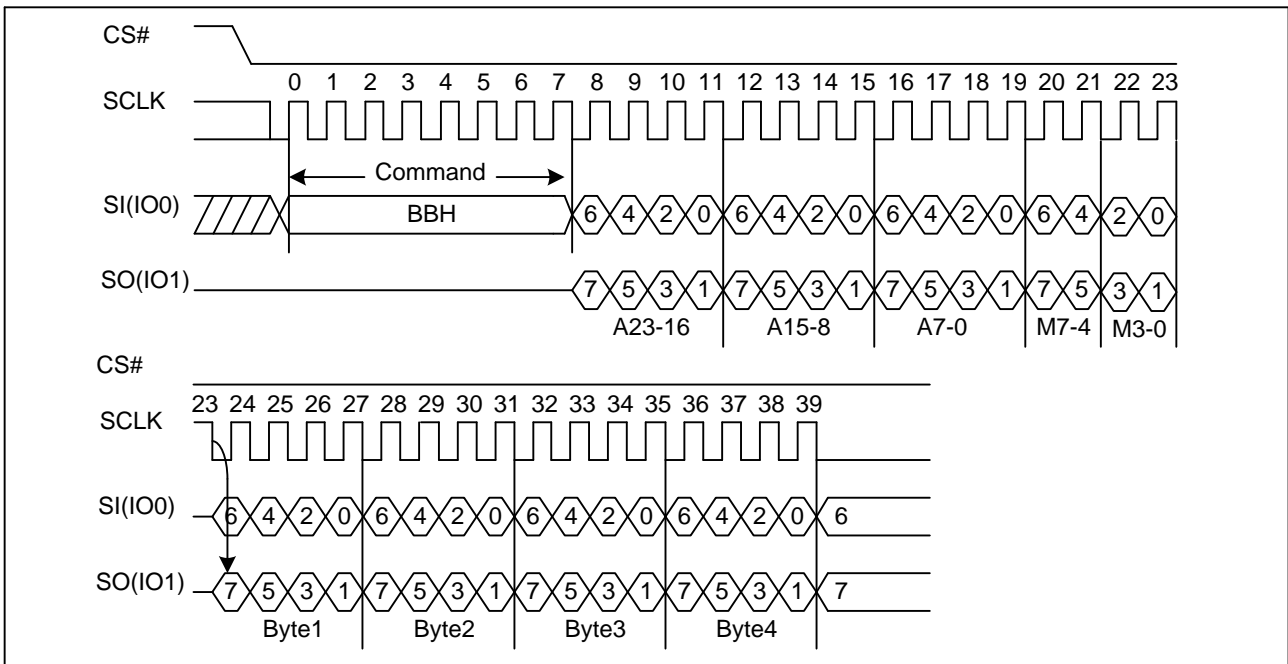 CS#
0 1 2 3 4 5 6 7 8 9 10 11 12 13 14 15 16 17 18 19 20 21 22 23
SCLK
Command
SI(IO0) BBH 6 4 2 0 6 4 2 0 6 4 2 0 6 4 2 0
SO(IO1) 7 5 3 1 7 5 3 1 7 5 3 1 7 5 3 1
A23-16 A15-8 A7-0 M7-4 M3-0
CS#
23 24 25 26 27 28 29 30 31 32 33 34 35 36 37 38 39
SCLK
SI(IO0) 6 4 2 0 6 4 2 0 6 4 2 0 6 4 2 0 6
SO(IO1) 7 5 3 1 7 5 3 1 7 5 3 1 7 5 3 1 7
Byte1 Byte2 Byte3 Byte4